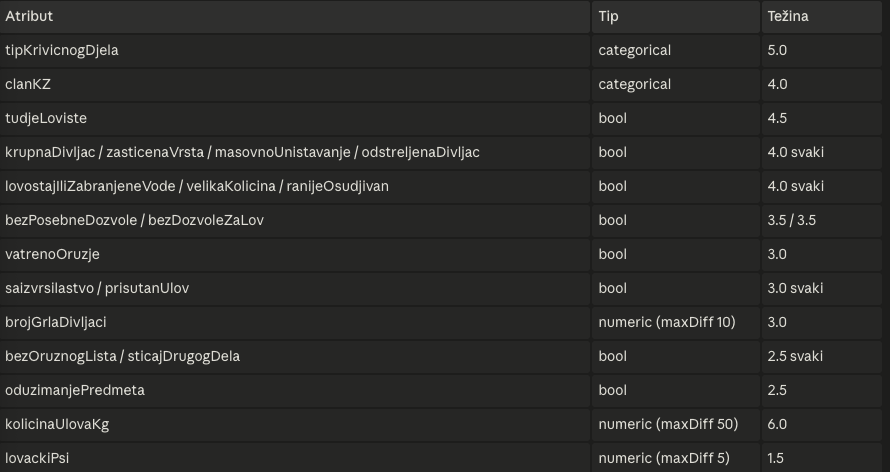 Atribut Tip Težina
tipKrivicnogDjela categorical 5.0
clanKZ categorical 4.0
tudjeLoviste bool 4.5
krupnaDivljac / zasticenaVrsta / masovnoUnistavanje / odstreljenaDivljac bool 4.0 svaki
lovostajIliZabranjeneVode / velikaKolicina / ranijeOsudjivan bool 4.0 svaki
bezPosebneDozvole / bezDozvoleZaLov bool 3.5 / 3.5
vatrenoOruzje bool 3.0
saizvrsilastvo / prisutanUlov bool 3.0 svaki
brojGrlaDivljaci numeric (maxDiff 10) 3.0
bezOruznogLista / sticajDrugogDela bool 2.5 svaki
oduzimanjePredmeta bool 2.5
kolicinaUlovaKg numeric (maxDiff 50) 6.0
lovackiPsi numeric (maxDiff 5) 1.5